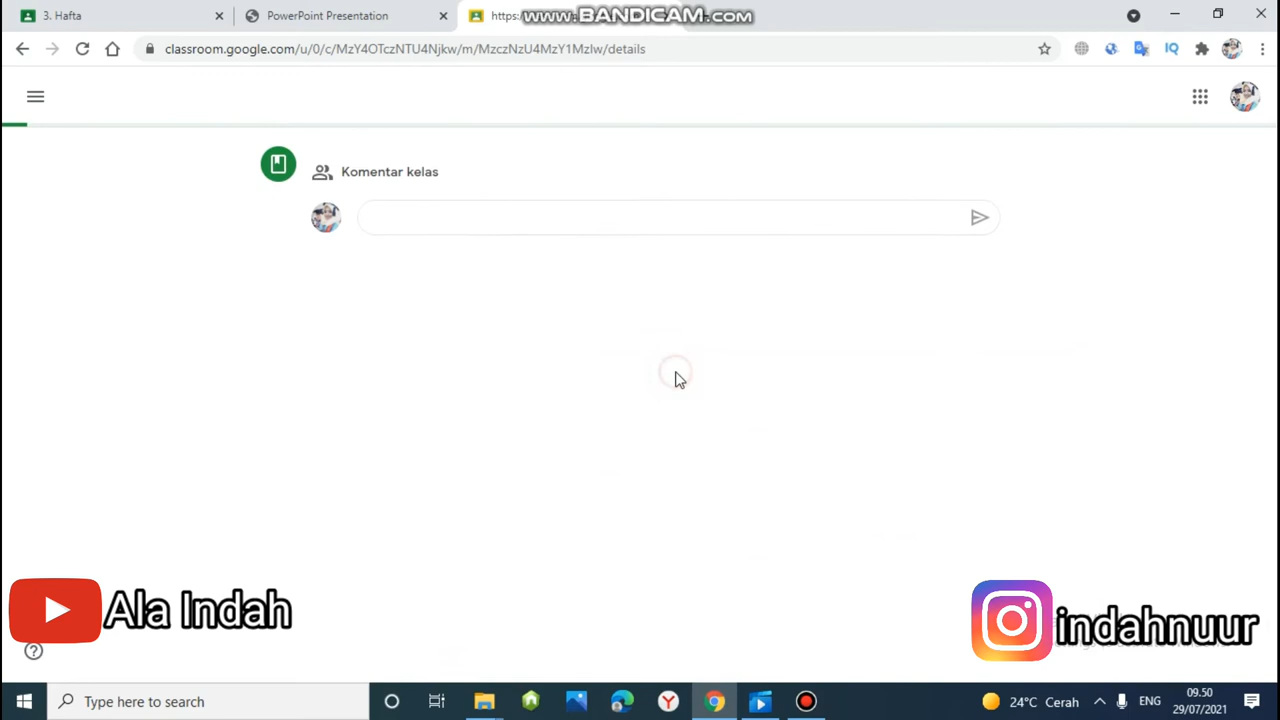 3. Hafta
PowerPoint Presentation
https:
www.BANDICAM.com
classroom.google.com/u/0/c/MzY4OTczNTU4Njkw/m/MzczNzU4MzY1MzIw/details
IQ
Komentar kelas
Ala Indah
indahnuur
Type here to search
24°C Cerah
ENG
09.50
29/07/2021